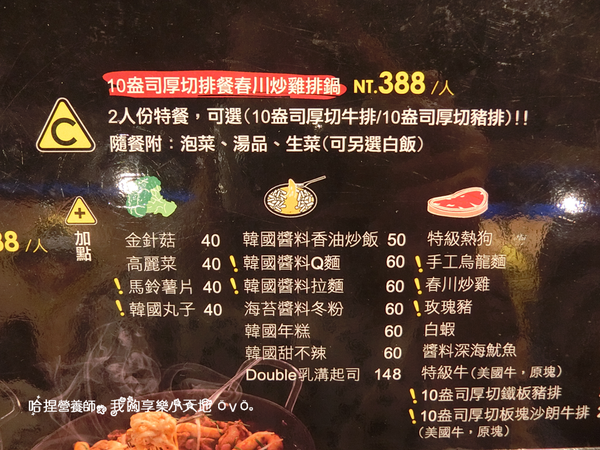 10盎司厚切排餐春川炒雞排鍋 NT.388/人
C
2人份特餐，可選(10盎司厚切牛排/10盎司厚切豬排)!!
隨餐附：泡菜、湯品、生菜(可另選白飯)
88/人
+
加點
金針菇 40
高麗菜 40
!馬鈴薯片 40
!韓國丸子 40
韓國醬料香油炒飯 50
!韓國醬料Q麵 60
!韓國醬料拉麵 60
海苔醬料冬粉 60
韓國年糕 60
韓國甜不辣 60
Double乳溝起司 148
特級熱狗
!手工烏龍麵
!春川炒雞
!玫瑰豬
白蝦
醬料深海魷魚
特級牛(美國牛，原塊)
!10盎司厚切鐵板豬排
!10盎司厚切板塊沙朗牛排 2
(美國牛，原塊)
哈捏營養師。我陶享樂小天地 ovo。